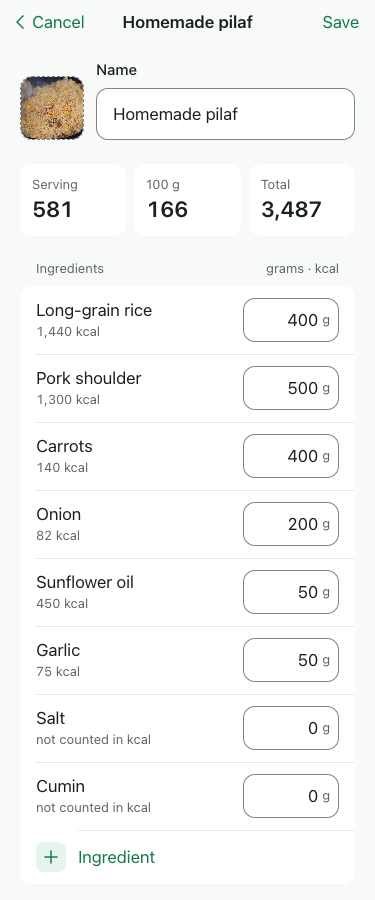 Cancel
Homemade pilaf
Save
Name
Homemade pilaf
Serving
581
100 g
166
Total
3,487
Ingredients
grams · kcal
Long-grain rice
1,440 kcal
400 g
Pork shoulder
1,300 kcal
500 g
Carrots
140 kcal
400 g
Onion
82 kcal
200 g
Sunflower oil
450 kcal
50 g
Garlic
75 kcal
50 g
Salt
not counted in kcal
0 g
Cumin
not counted in kcal
0 g
Ingredient